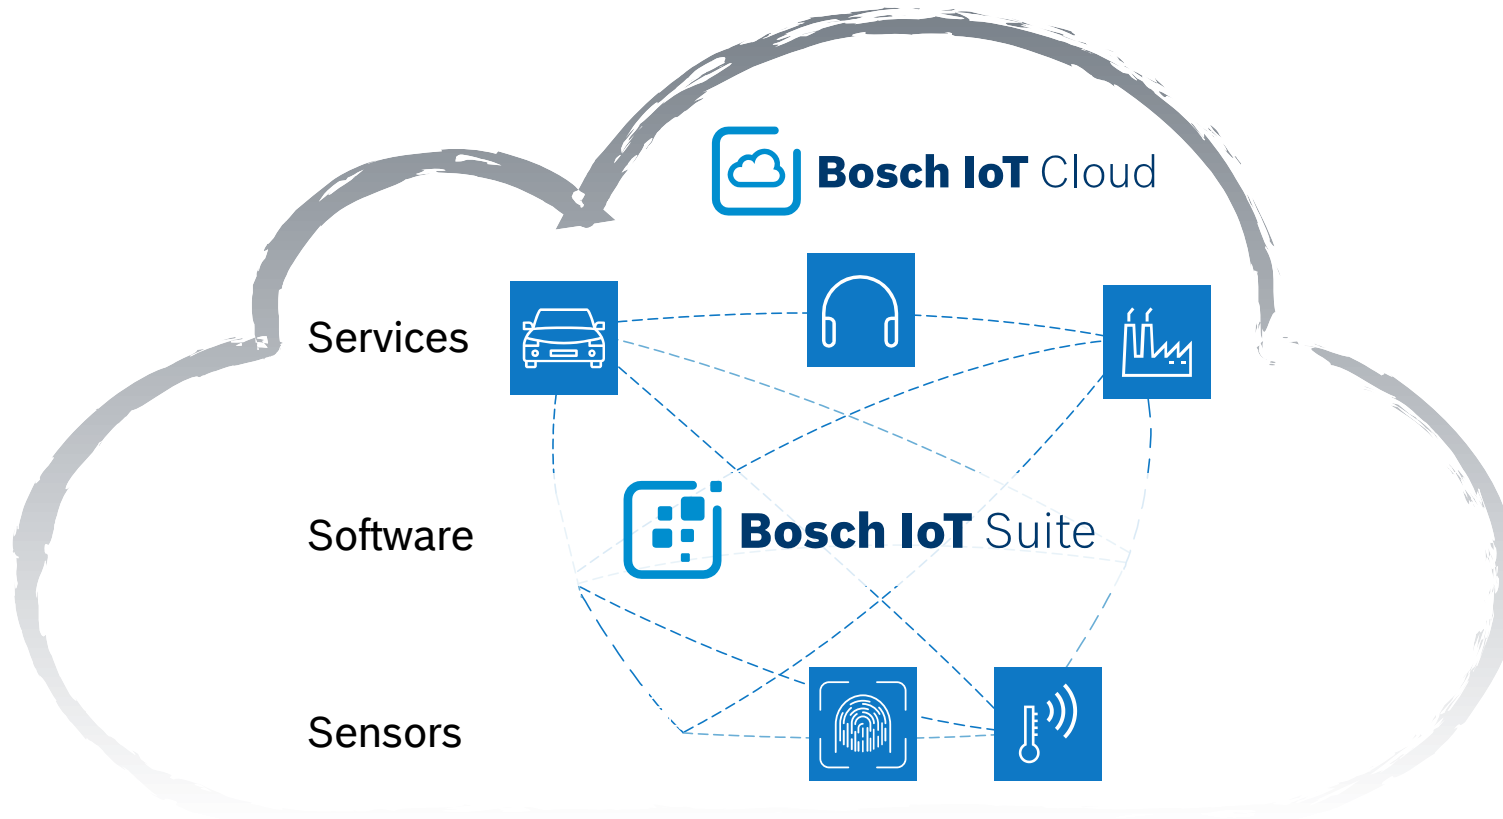 Bosch IoT Cloud
Services
Software
Bosch IoT Suite
Sensors